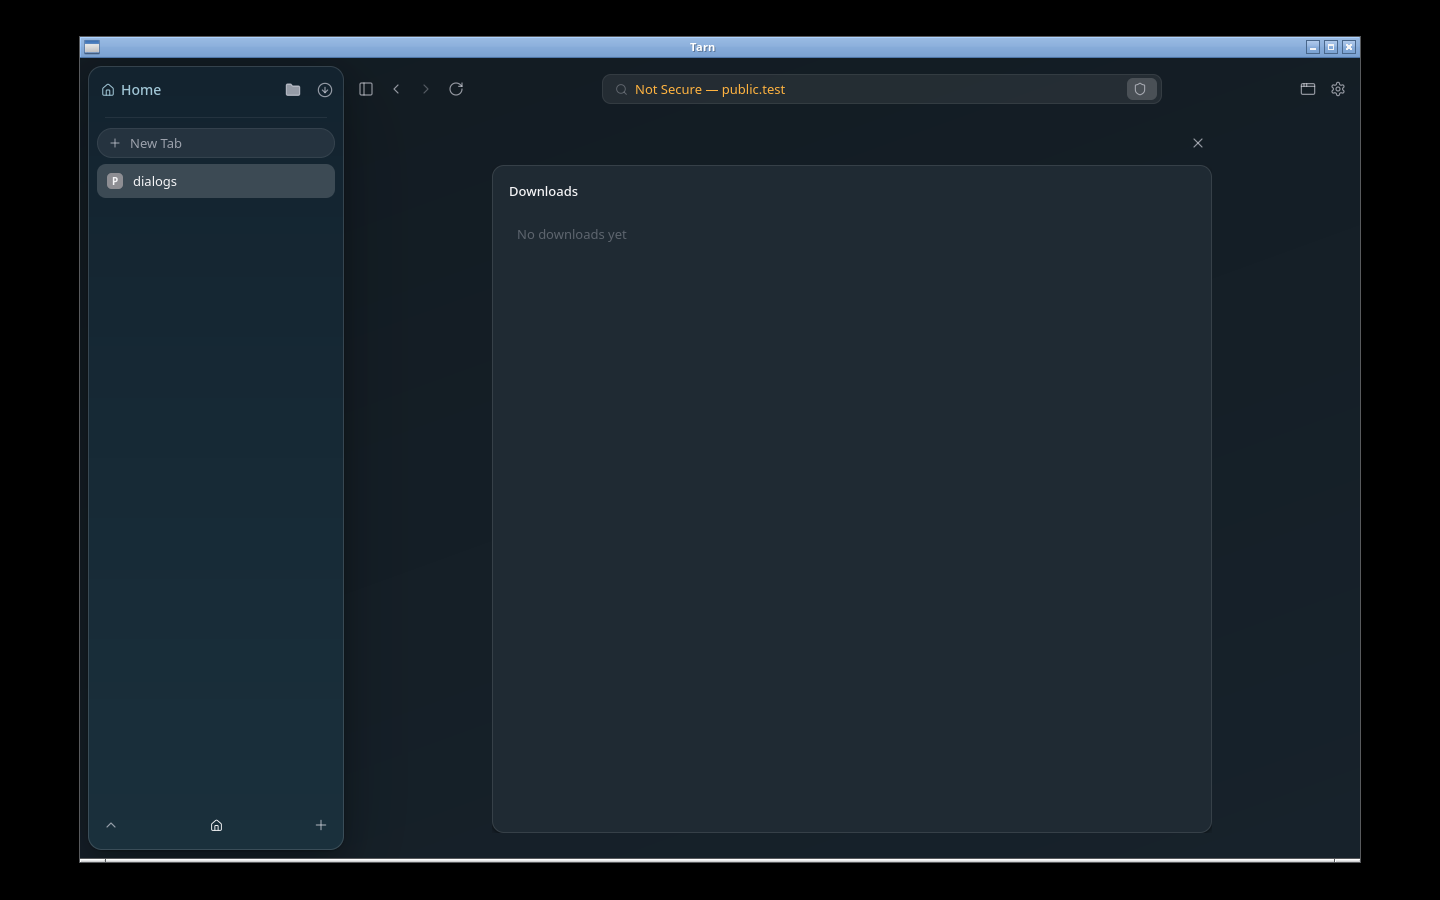 Tarn
Home
Not Secure — public.test
New Tab
P dialogs
Downloads
No downloads yet